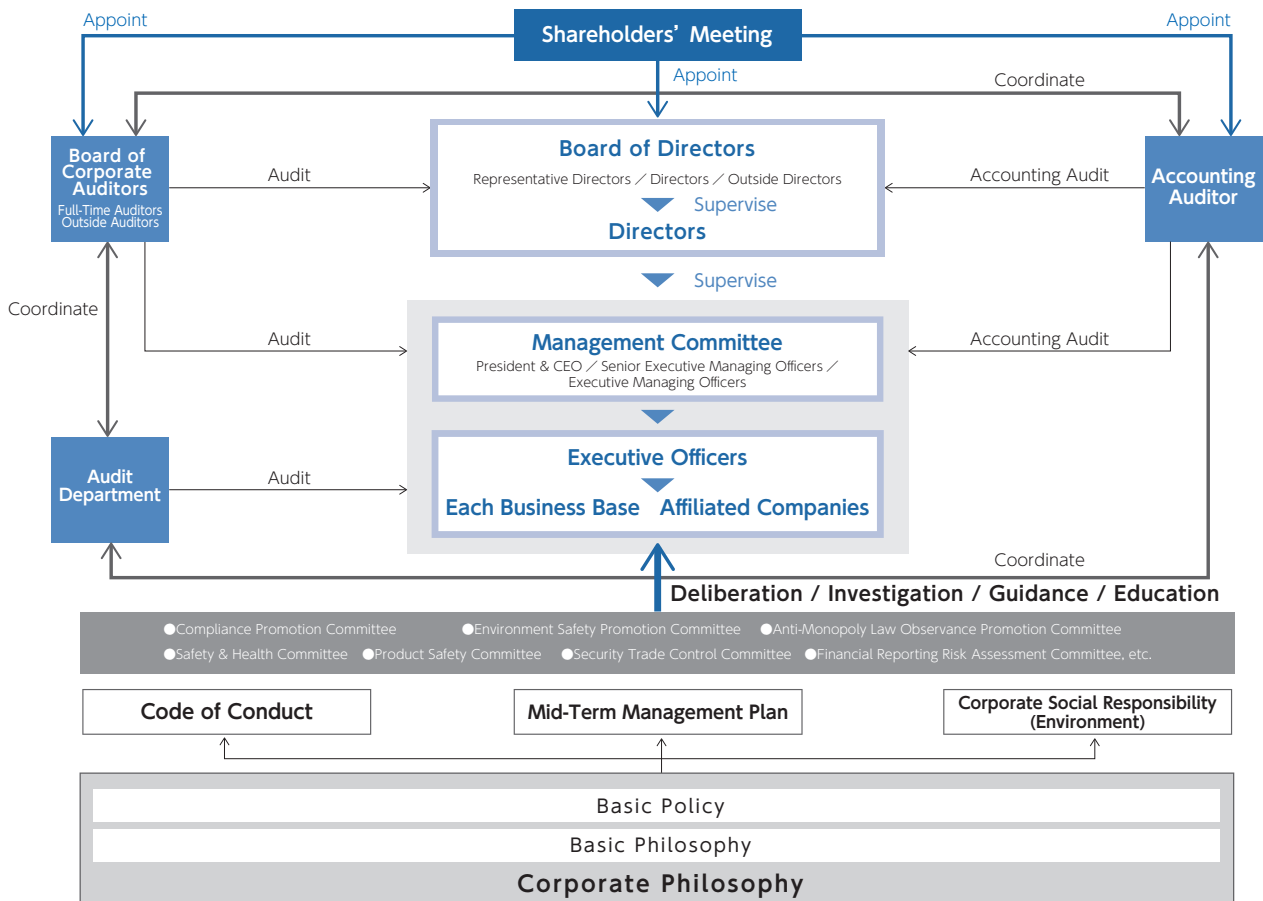 Appoint
Shareholders’ Meeting
Appoint
Appoint
Coordinate
Board of
Corporate
Auditors
Full-Time Auditors
Outside Auditors
Audit
Board of Directors
Representative Directors ／ Directors ／ Outside Directors
Supervise
Directors
Accounting Audit
Accounting
Auditor
Supervise
Coordinate
Audit
Management Committee
President & CEO ／ Senior Executive Managing Officers ／
Executive Managing Officers
Accounting Audit
Audit
Department
Audit
Executive Officers
Each Business Base Affiliated Companies
Coordinate
Deliberation / Investigation / Guidance / Education
●Compliance Promotion Committee ●Environment Safety Promotion Committee ●Anti-Monopoly Law Observance Promotion Committee
●Safety & Health Committee ●Product Safety Committee ●Security Trade Control Committee ●Financial Reporting Risk Assessment Committee, etc.
Code of Conduct
Mid-Term Management Plan
Corporate Social Responsibility
(Environment)
Basic Policy
Basic Philosophy
Corporate Philosophy